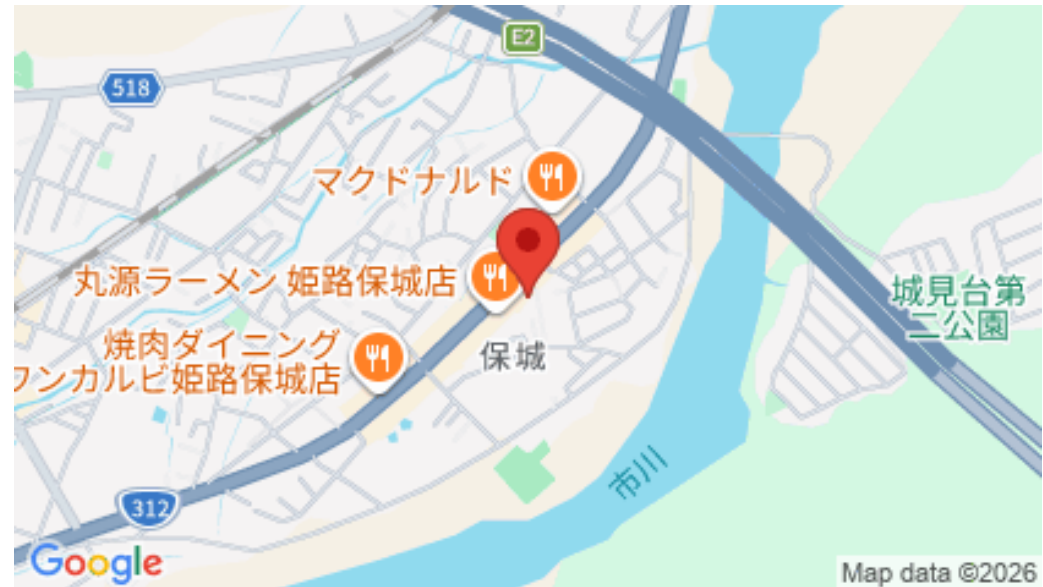 E2
518
マクドナルド
丸源ラーメン 姫路保城店
焼肉ダイニング
ワンカルビ姫路保城店
保城
城見台第
二公園
市川
312
Google
Map data ©2026